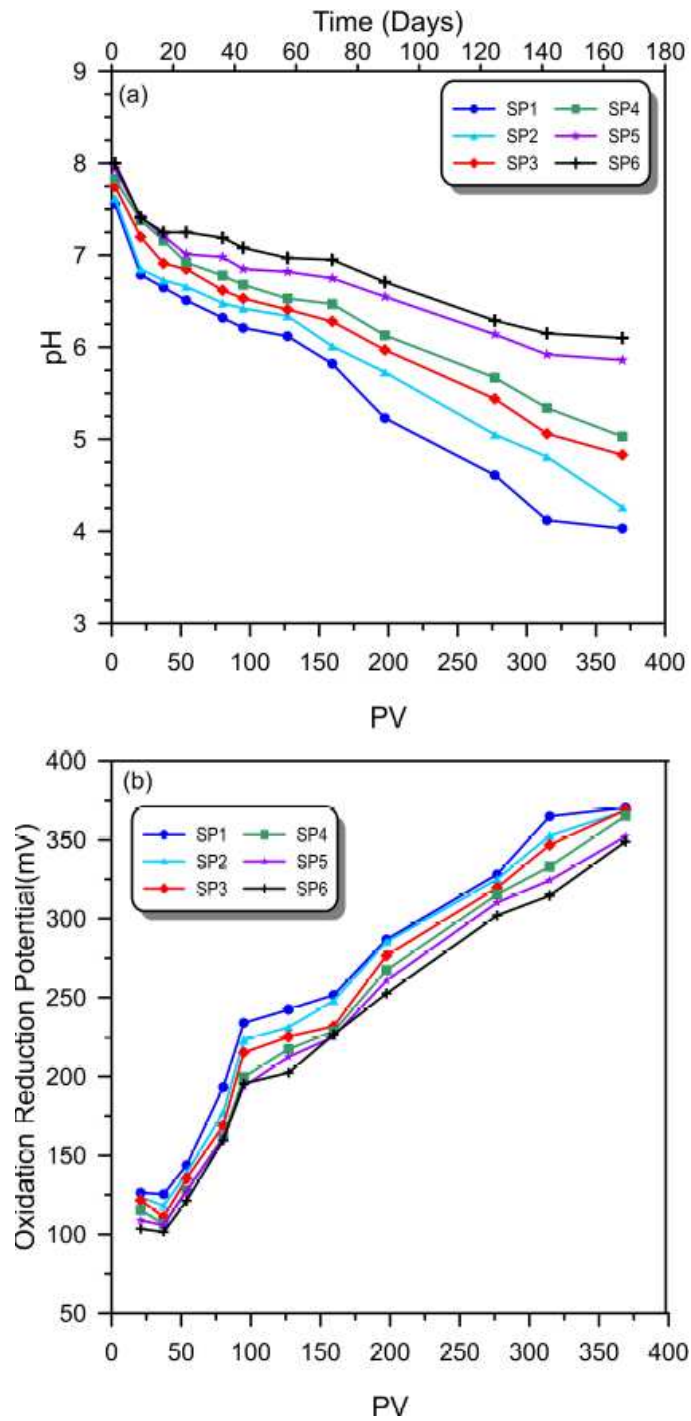 Time (Days)
0 20 40 60 80 100 120 140 160 180
(a)
SP1 SP4
SP2 SP5
SP3 SP6
9
8
7
6
5
4
3
pH
0 50 100 150 200 250 300 350 400
PV
(b)
SP1 SP4
SP2 SP5
SP3 SP6
400
350
300
250
200
150
100
50
Oxidation Reduction Potential(mV)
0 50 100 150 200 250 300 350 400
PV